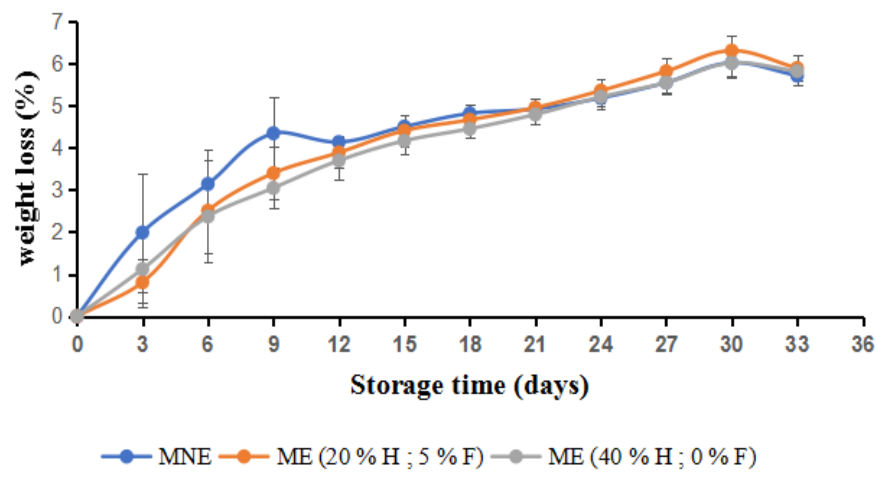 7
6
5
4
3
2
1
0
weight loss (%)
0 3 6 9 12 15 18 21 24 27 30 33 36
Storage time (days)
MNE ME (20 % H ; 5 % F) ME (40 % H ; 0 % F)